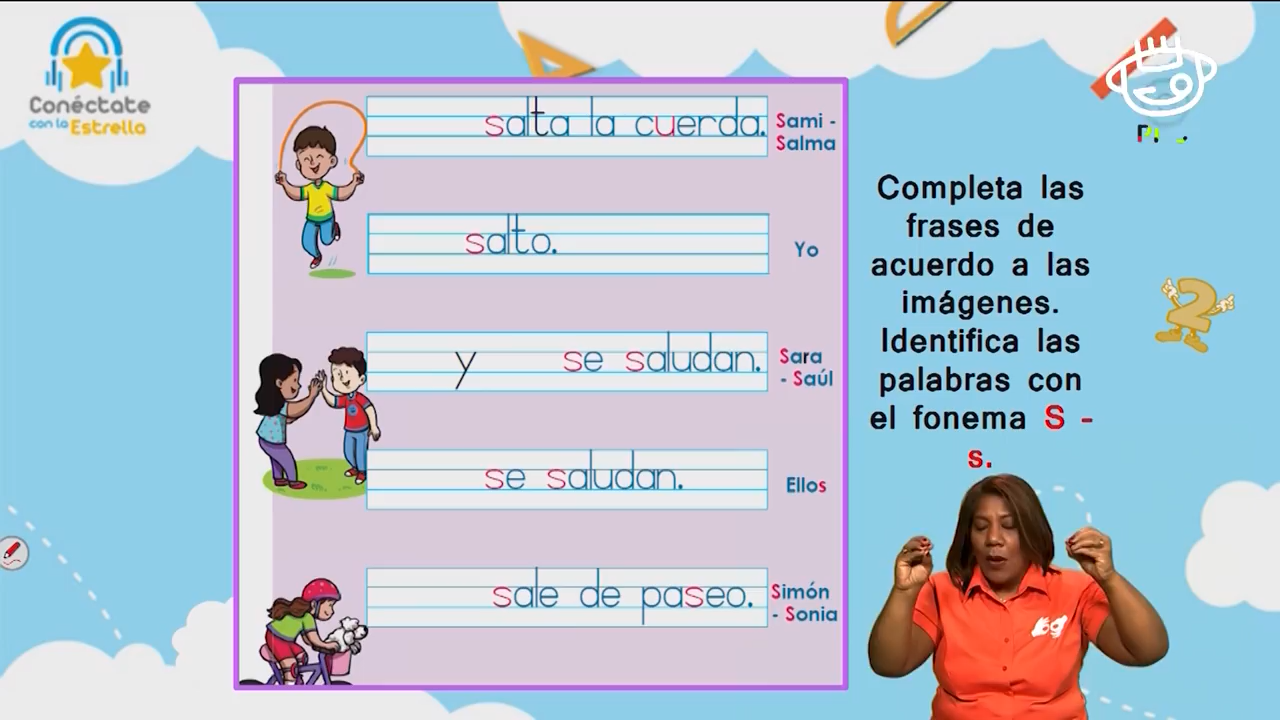 Conéctate
con la Estrella
salta la cuerda.
Sami -
Salma
salto.
Yo
y se saludan.
Sara
- Saúl
se saludan.
Ellos
sale de paseo.
Simón
- Sonia
Completa las
frases de
acuerdo a las
imágenes.
Identifica las
palabras con
el fonema S -
s.
2